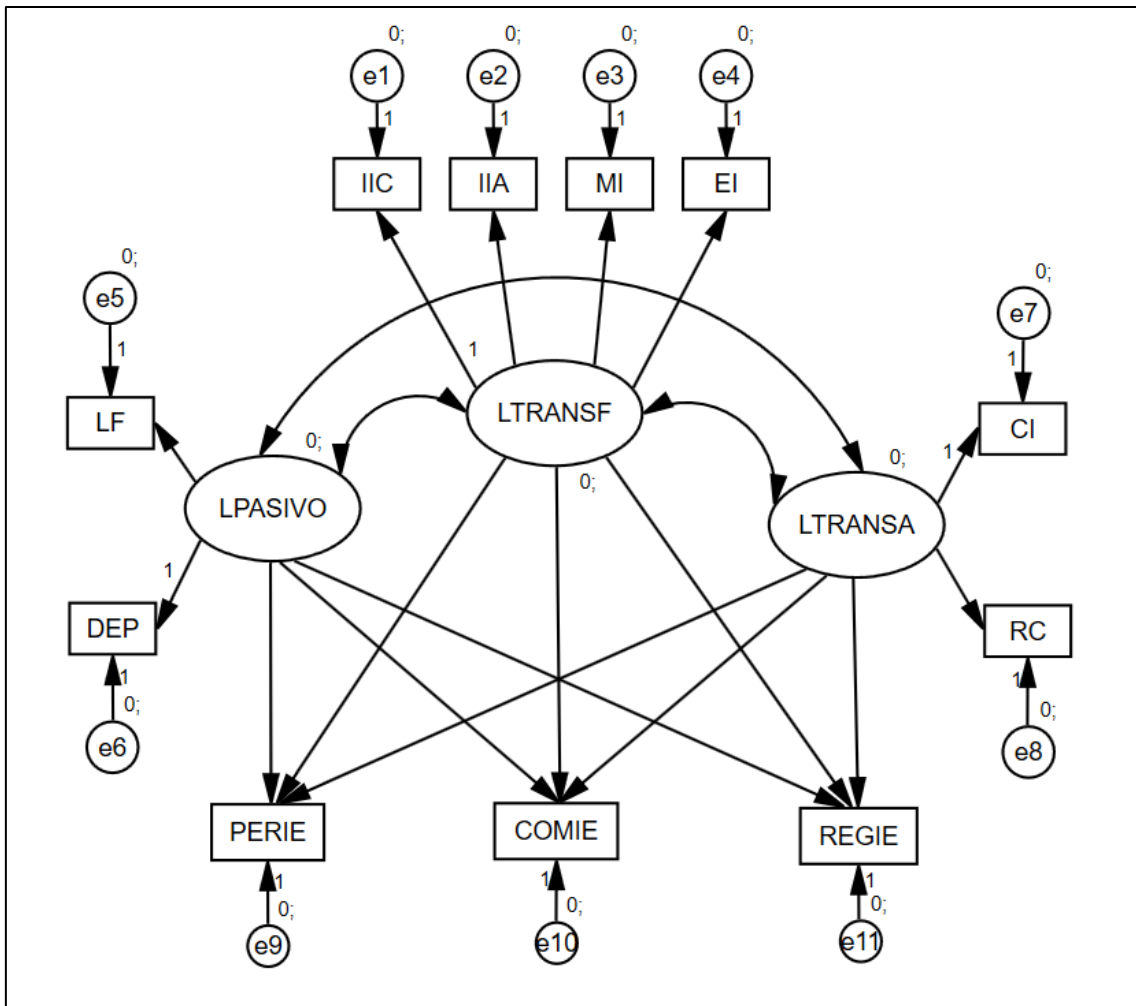 0; 0; 0; 0;
e1 e2 e3 e4
1 1 1 1
IIC IIA MI EI
0; 0;
e5 e7
1 1
1
LF LTRANSF CI
0; 0; 1
0;
LPASIVO LTRANSA
1
DEP RC
1 1
0; 0;
e6 e8
PERIE COMIE REGIE
1 1 1
0; 0; 0;
e9 e10 e11